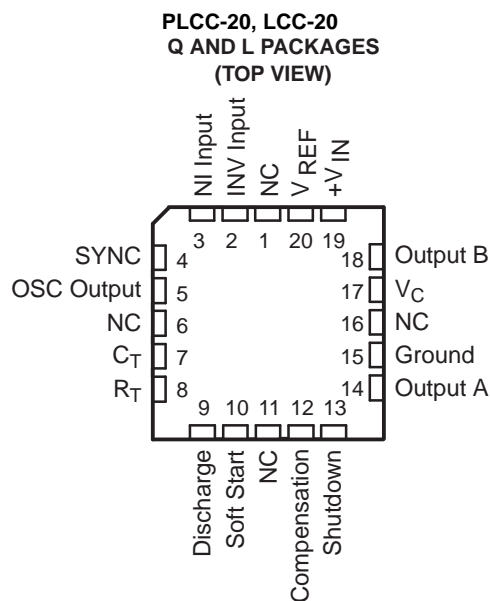 PLCC-20, LCC-20
Q AND L PACKAGES
(TOP VIEW)
NI Input
INV Input
NC
VREF
+VIN
3 2 1 20 19
SYNC 4
OSC Output 5
NC 6
CT 7
RT 8
18 Output B
17 VC
16 NC
15 Ground
14 Output A
9 10 11 12 13
Discharge
Soft Start
NC
Compensation
Shutdown